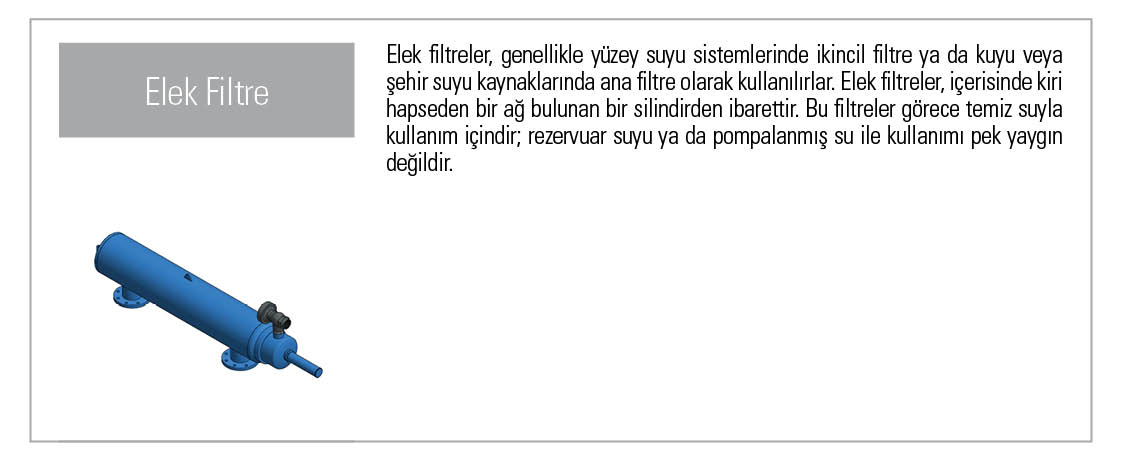 Elek Filtre
Elek filtreler, genellikle yüzey suyu sistemlerinde ikincil filtre ya da kuyu veya
şehir suyu kaynaklarında ana filtre olarak kullanılırlar. Elek filtreler, içerisinde kiri
hapseden bir ağ bulunan bir silindirden ibarettir. Bu filtreler görece temiz suyla
kullanım içindir; rezervuar suyu ya da pompalanmış su ile kullanımı pek yaygın
değildir.